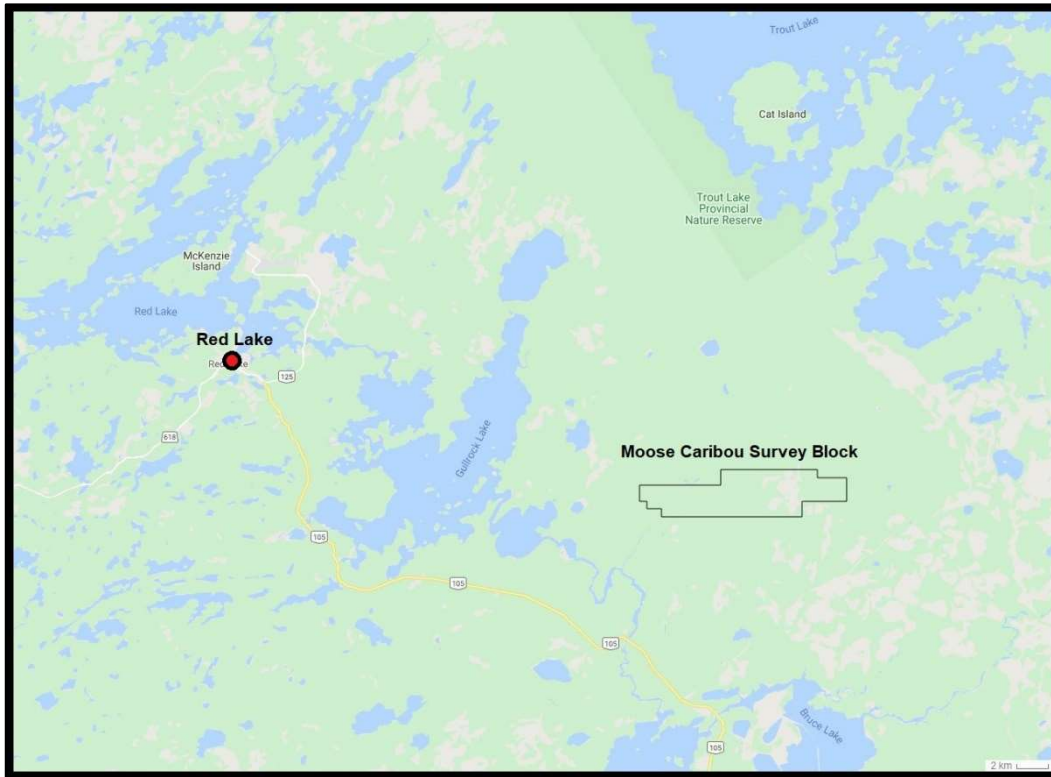 Trout Lake
Cat Island
Trout Lake
Provincial
Nature Reserve
McKenzie
Island
Red Lake
Red Lake
125
618
Gullrock Lake
Moose Caribou Survey Block
105
105
105
Bruce Lake
105
2 km